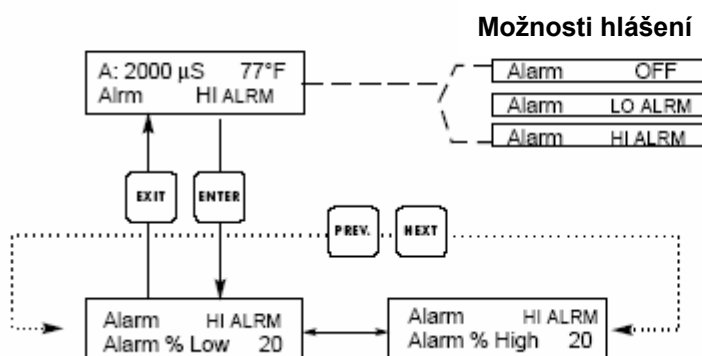 Možnosti hlášení
A: 2000 µS 77°F
Alrm HI ALRM
Alarm OFF
Alarm LO ALRM
Alarm HI ALRM
EXIT
ENTER
PREV.
NEXT
Alarm HI ALRM
Alarm % Low 20
Alarm HI ALRM
Alarm % High 20